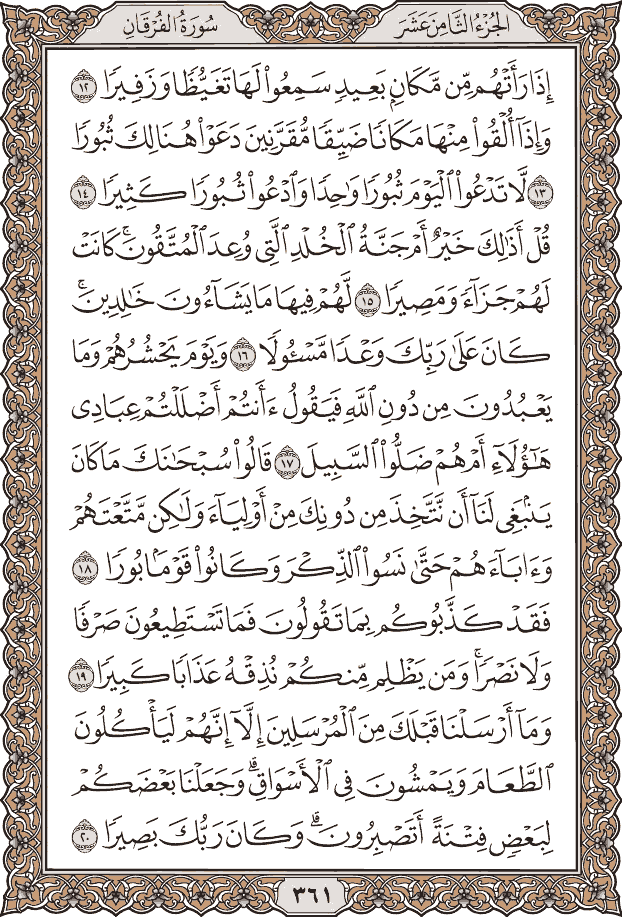 سُورَةُ الفُرْقَانِ
الجُزْءُ الثَّامِنَ عَشَرَ
إِذَا رَأَتْهُم مِّن مَّكَانِۭ بَعِيدٍ سَمِعُوا۟ لَهَا تَغَيُّظًا وَزَفِيرًا ١٢
وَإِذَآ أُلْقُوا۟ مِنْهَا مَكَانًا ضَيِّقًا مُّقَرَّنِينَ دَعَوْا۟ هُنَالِكَ ثُبُورًا
١٣ لَّا تَدْعُوا۟ ٱلْيَوْمَ ثُبُورًا وَٰحِدًا وَٱدْعُوا۟ ثُبُورًا كَثِيرًا ١٤
قُلْ أَذَٰلِكَ خَيْرٌ أَمْ جَنَّةُ ٱلْخُلْدِ ٱلَّتِى وُعِدَ ٱلْمُتَّقُونَۚ كَانَتْ
لَهُمْ جَزَآءً وَمَصِيرًا ١٥ لَّهُمْ فِيهَا مَا يَشَآءُونَ خَٰلِدِينَۚ
كَانَ عَلَىٰ رَبِّكَ وَعْدًا مَّسْـُٔولًا ١٦ وَيَوْمَ يَحْشُرُهُمْ وَمَا
يَعْبُدُونَ مِن دُونِ ٱللَّهِ فَيَقُولُ ءَأَنتُمْ أَضْلَلْتُمْ عِبَادِى
هَٰٓؤُلَآءِ أَمْ هُمْ ضَلُّوا۟ ٱلسَّبِيلَ ١٧ قَالُوا۟ سُبْحَٰنَكَ مَا كَانَ
يَنۢبَغِى لَنَآ أَن نَّتَّخِذَ مِن دُونِكَ مِنْ أَوْلِيَآءَ وَلَٰكِن مَّتَّعْتَهُمْ
وَءَابَآءَهُمْ حَتَّىٰ نَسُوا۟ ٱلذِّكْرَ وَكَانُوا۟ قَوْمَۢا بُورًا ١٨
فَقَدْ كَذَّبُوكُم بِمَا تَقُولُونَ فَمَا تَسْتَطِيعُونَ صَرْفًا
وَلَا نَصْرًاۚ وَمَن يَظْلِم مِّنكُمْ نُذِقْهُ عَذَابًا كَبِيرًا ١٩
وَمَآ أَرْسَلْنَا قَبْلَكَ مِنَ ٱلْمُرْسَلِينَ إِلَّآ إِنَّهُمْ لَيَأْكُلُونَ
ٱلطَّعَامَ وَيَمْشُونَ فِى ٱلْأَسْوَاقِۗ وَجَعَلْنَا بَعْضَكُمْ
لِبَعْضٍ فِتْنَةً أَتَصْبِرُونَۗ وَكَانَ رَبُّكَ بَصِيرًا ٢٠
٣٦١